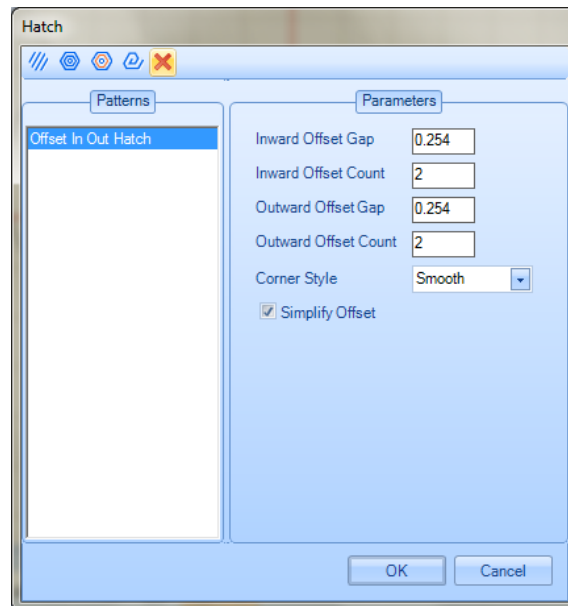 Hatch
Patterns
Offset In Out Hatch
Parameters
Inward Offset Gap 0.254
Inward Offset Count 2
Outward Offset Gap 0.254
Outward Offset Count 2
Corner Style Smooth
Simplify Offset
OK Cancel